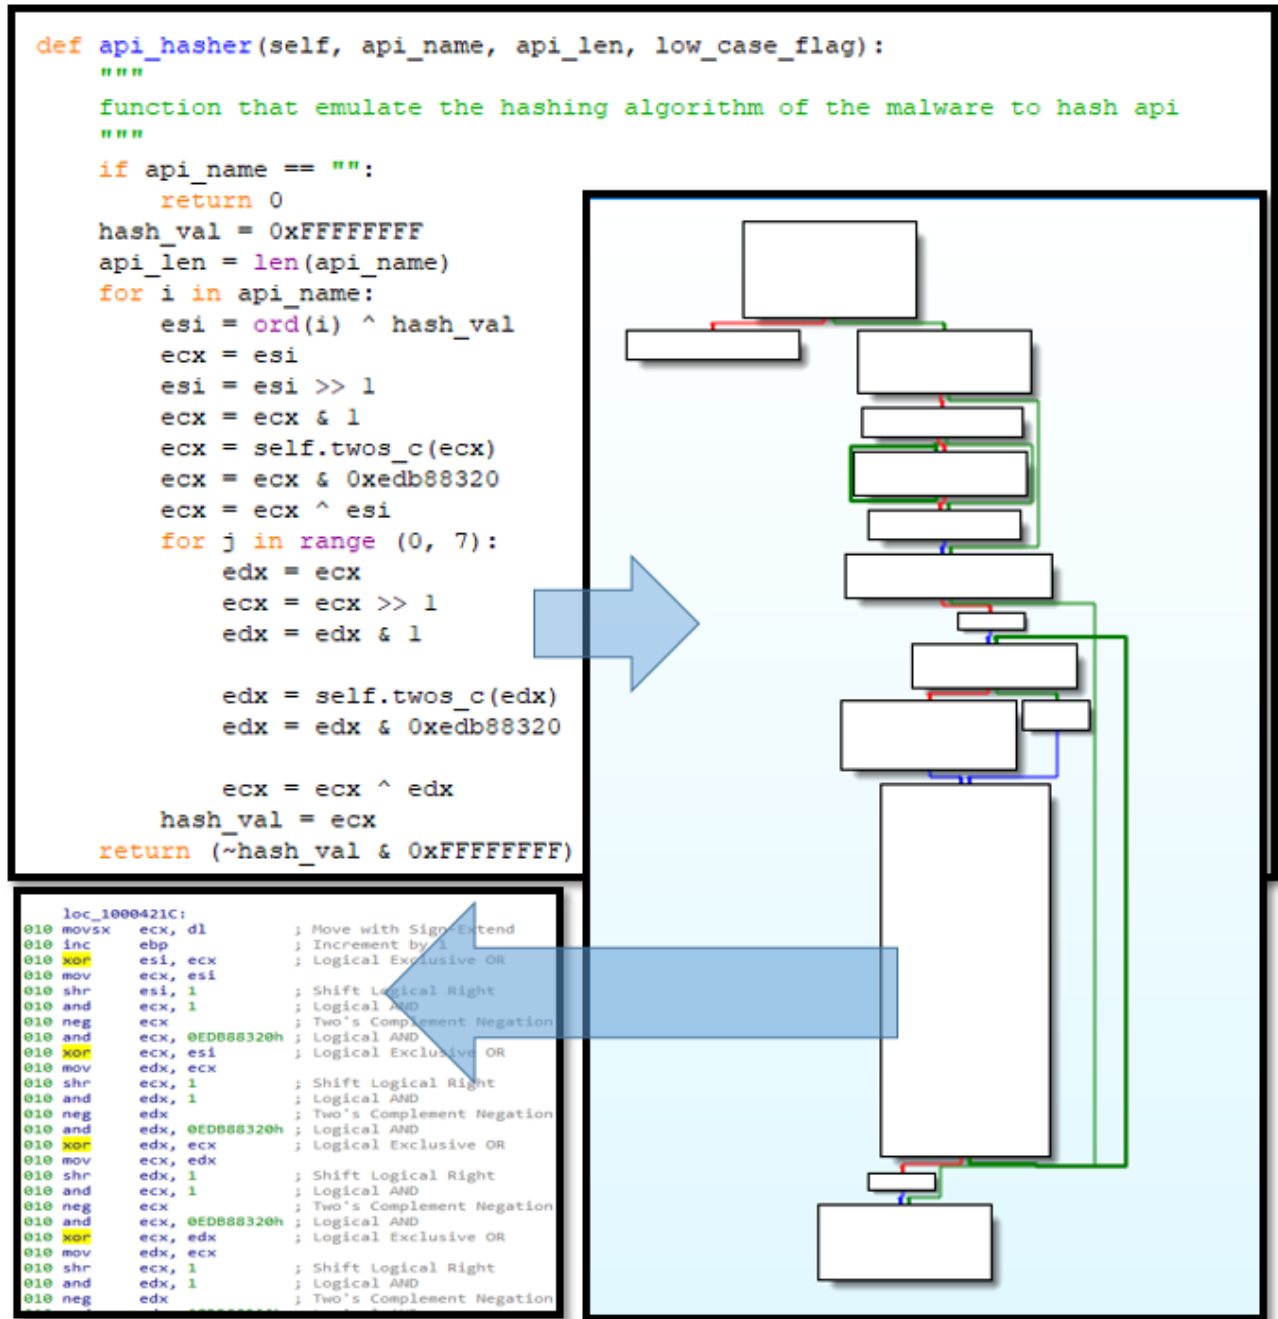 def api_hasher(self, api_name, api_len, low_case_flag):
"""
function that emulate the hashing algorithm of the malware to hash api
"""
if api_name == "":
return 0
hash_val = 0xFFFFFFFF
api_len = len(api_name)
for i in api_name:
esi = ord(i) ^ hash_val
ecx = esi
esi = esi >> 1
ecx = ecx & 1
ecx = self.twos_c(ecx)
ecx = ecx & 0xedb88320
ecx = ecx ^ esi
for j in range (0, 7):
edx = ecx
ecx = ecx >> 1
edx = edx & 1
edx = self.twos_c(edx)
edx = edx & 0xedb88320
ecx = ecx ^ edx
hash_val = ecx
return (~hash_val & 0xFFFFFFFF)
loc_1000421C:
010 movsx ecx, dl ; Move with Sign-Extend
010 inc ebp ; Increment by 1
010 xor esi, ecx ; Logical Exclusive OR
010 mov ecx, esi
010 shr esi, 1 ; Shift Logical Right
010 and ecx, 1 ; Logical AND
010 neg ecx ; Two's Complement Negation
010 and ecx, 0EDB88320h ; Logical AND
010 xor ecx, esi ; Logical Exclusive OR
010 mov edx, ecx
010 shr ecx, 1 ; Shift Logical Right
010 and edx, 1 ; Logical AND
010 neg edx ; Two's Complement Negation
010 and edx, 0EDB88320h ; Logical AND
010 xor edx, ecx ; Logical Exclusive OR
010 mov ecx, edx
010 shr edx, 1 ; Shift Logical Right
010 and ecx, 1 ; Logical AND
010 neg ecx ; Two's Complement Negation
010 and ecx, 0EDB88320h ; Logical AND
010 xor ecx, edx ; Logical Exclusive OR
010 mov edx, ecx
010 shr ecx, 1 ; Shift Logical Right
010 and edx, 1 ; Logical AND
010 neg edx ; Two's Complement Negation